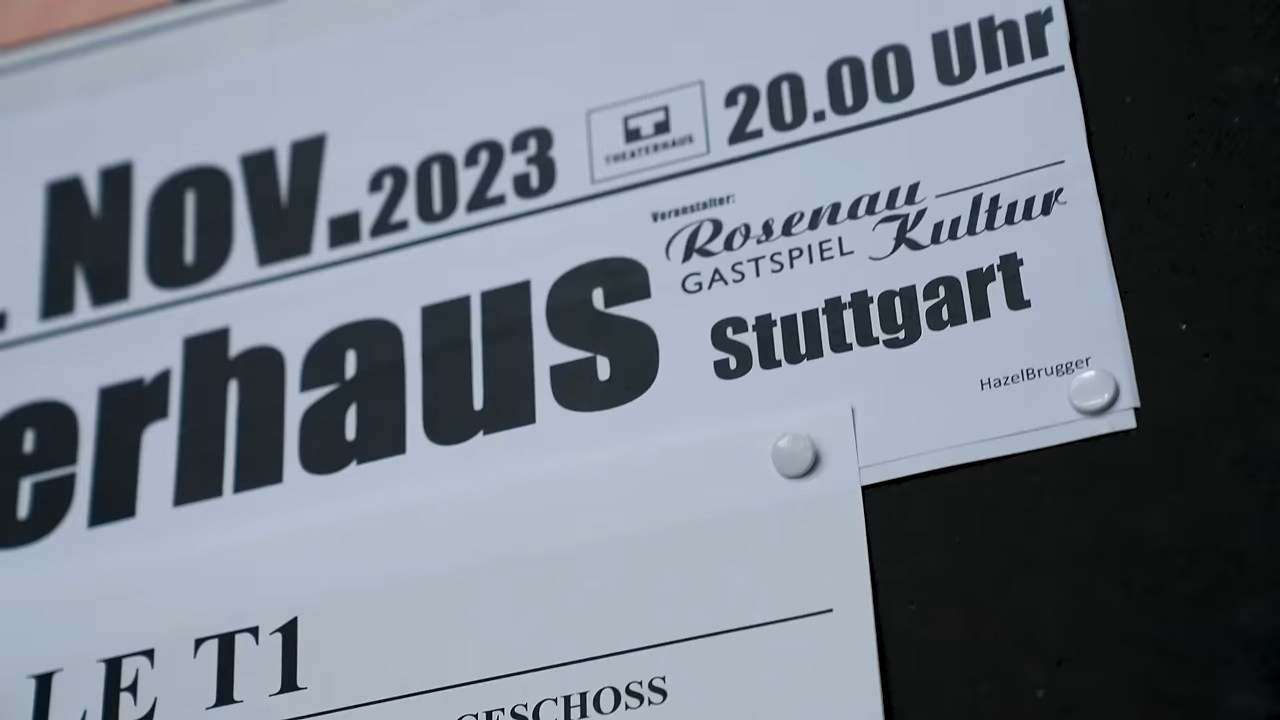 . Nov.2023 THEATERHAUS 20.00 Uhr
Veranstalter:
Rosenau
GASTSPIEL Kultur
erhaus Stuttgart
HazelBrugger
LE T1
GESCHOSS